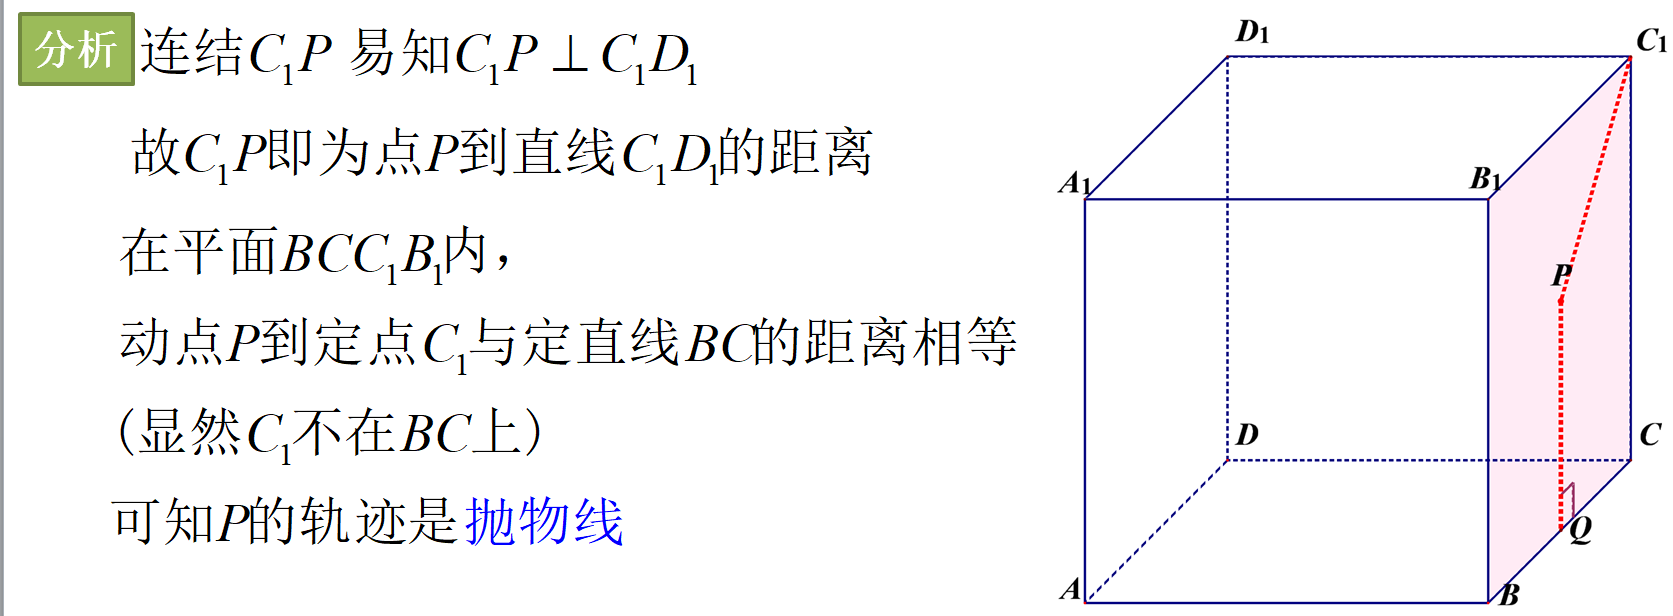 分析 连结C₁P 易知C₁P⊥C₁D₁
故C₁P即为点P到直线C₁D₁的距离
在平面BCC₁B₁内，
动点P到定点C₁与定直线BC的距离相等
(显然C₁不在BC上)
可知P的轨迹是抛物线
D₁
C₁
A₁
B₁
P
D
C
Q
A
B